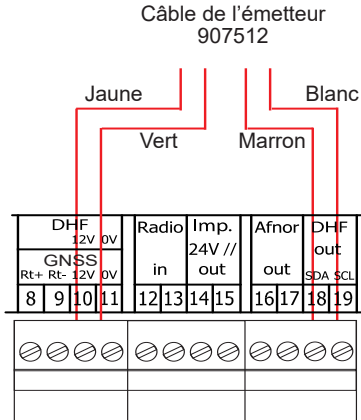 Câble de l’émetteur
907512
Jaune
Blanc
Vert
Marron
DHF
12V 0V
GNSS
Rt+ Rt- 12V 0V
8 9 10 11
Radio
in
12 13
Imp.
24V //
out
14 15
Afnor
out
16 17
DHF
out
SDA SCL
18 19